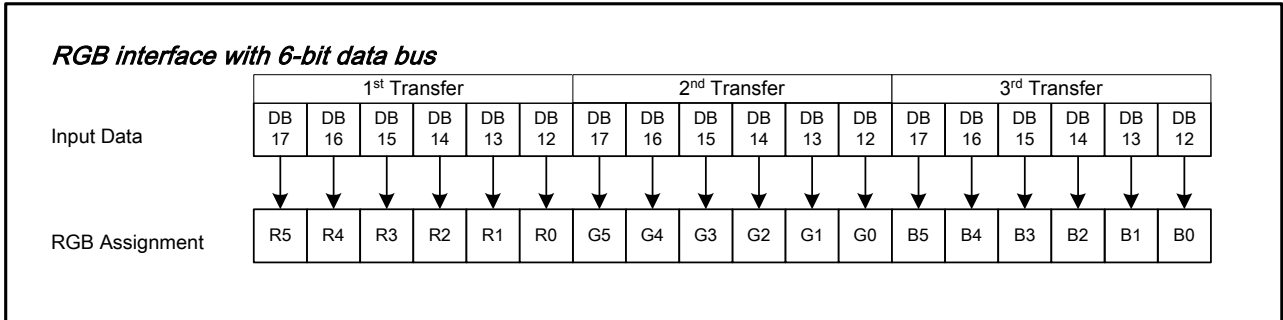 RGB interface with 6-bit data bus
1st Transfer 2nd Transfer 3rd Transfer
Input Data DB 17 DB 16 DB 15 DB 14 DB 13 DB 12 DB 17 DB 16 DB 15 DB 14 DB 13 DB 12 DB 17 DB 16 DB 15 DB 14 DB 13 DB 12
RGB Assignment R5 R4 R3 R2 R1 R0 G5 G4 G3 G2 G1 G0 B5 B4 B3 B2 B1 B0